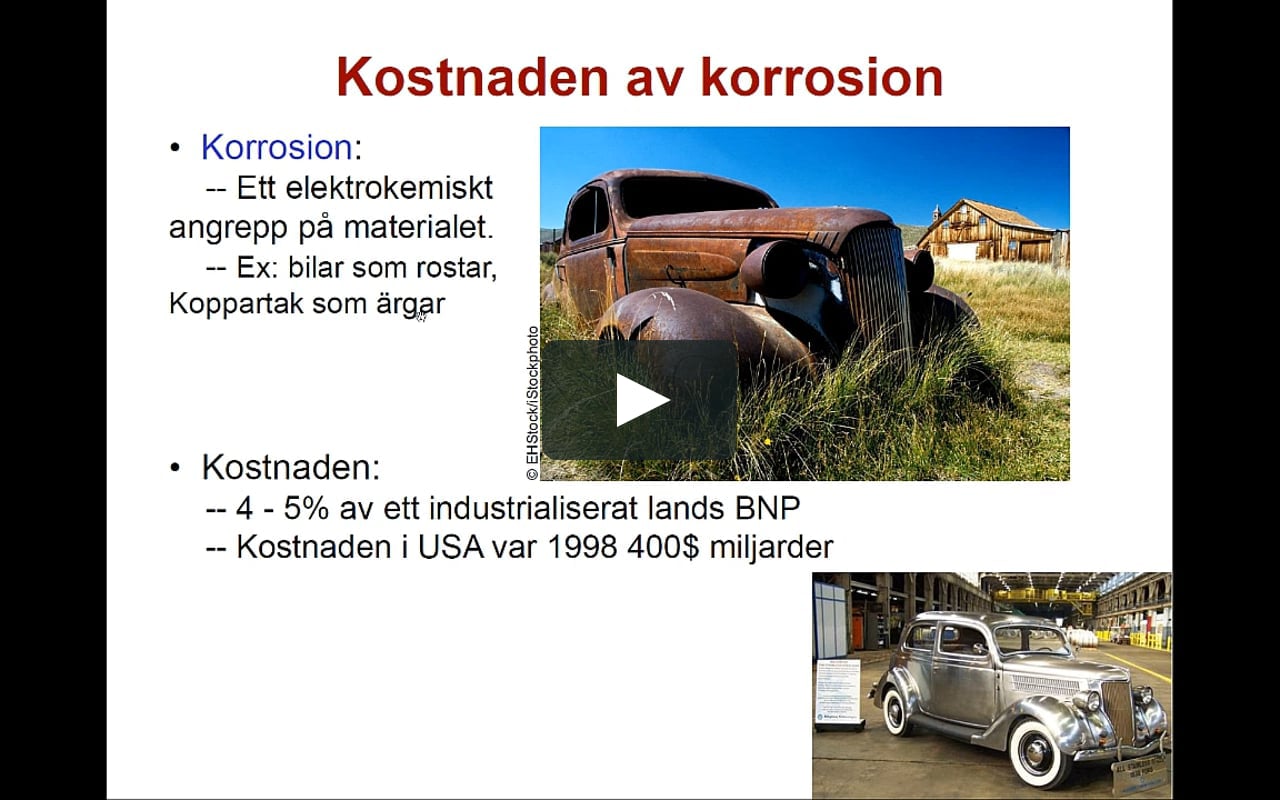 Kostnaden av korrosion
• Korrosion:
-- Ett elektrokemiskt
angrepp på materialet.
-- Ex: bilar som rostar,
Koppartak som ärgar
© EHStock/iStockphoto
• Kostnaden:
-- 4 - 5% av ett industrialiserat lands BNP
-- Kostnaden i USA var 1998 400$ miljarder